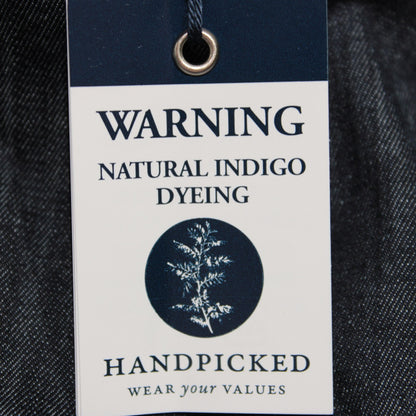 WARNING
NATURAL INDIGO
DYEING
HANDPICKED
WEAR your VALUES